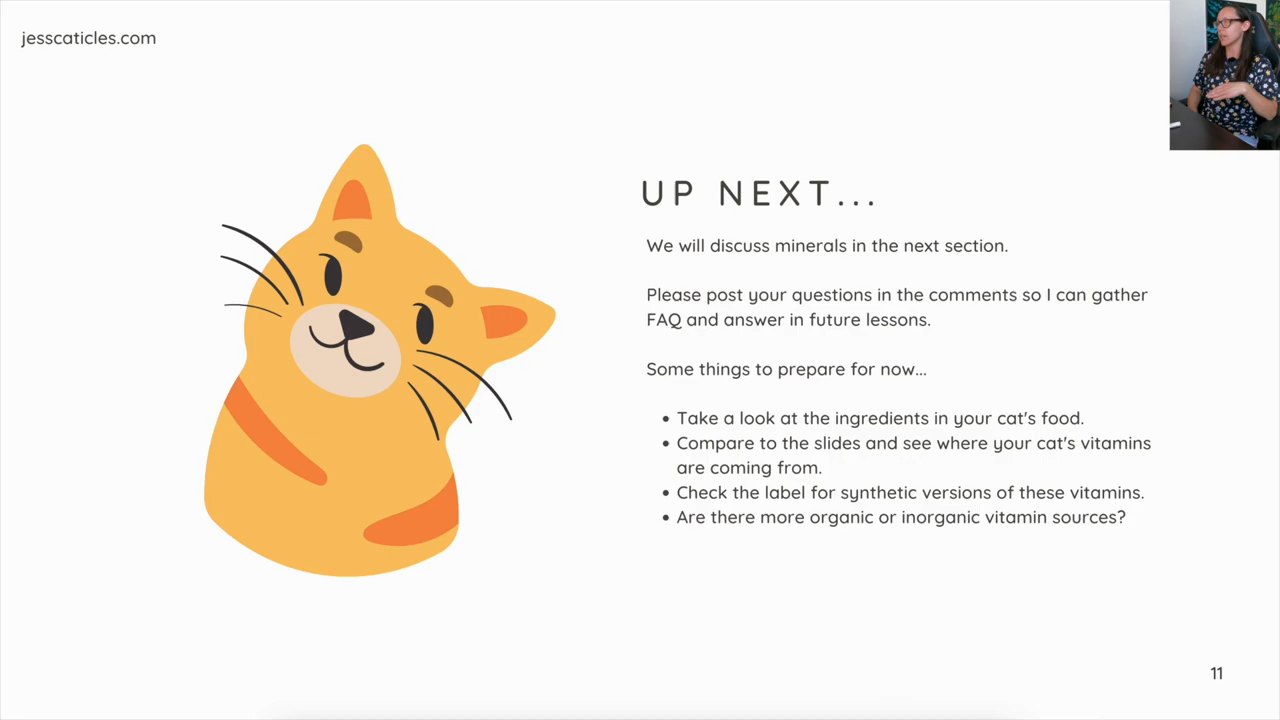 jesscaticles.com
UP NEXT...
We will discuss minerals in the next section.
Please post your questions in the comments so I can gather
FAQ and answer in future lessons.
Some things to prepare for now...
• Take a look at the ingredients in your cat's food.
• Compare to the slides and see where your cat's vitamins
are coming from.
• Check the label for synthetic versions of these vitamins.
• Are there more organic or inorganic vitamin sources?
11